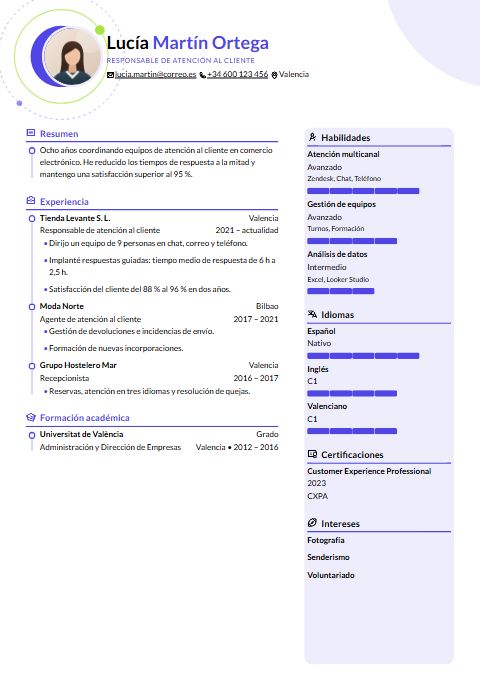 Lucía Martín Ortega
RESPONSABLE DE ATENCIÓN AL CLIENTE
lucia.martin@correo.es +34 600 123 456 Valencia
Resumen
Ocho años coordinando equipos de atención al cliente en comercio
electrónico. He reducido los tiempos de respuesta a la mitad y
mantengo una satisfacción superior al 95 %.
Experiencia
Tienda Levante S. L. Valencia
Responsable de atención al cliente 2021 – actualidad
• Dirijo un equipo de 9 personas en chat, correo y teléfono.
• Implanté respuestas guiadas: tiempo medio de respuesta de 6 h a
2,5 h.
• Satisfacción del cliente del 88 % al 96 % en dos años.
Moda Norte Bilbao
Agente de atención al cliente 2017 – 2021
• Gestión de devoluciones e incidencias de envío.
• Formación de nuevas incorporaciones.
Grupo Hostelero Mar Valencia
Recepcionista 2016 – 2017
• Reservas, atención en tres idiomas y resolución de quejas.
Formación académica
Universitat de València Grado
Administración y Dirección de Empresas Valencia • 2012 – 2016
Habilidades
Atención multicanal
Avanzado
Zendesk, Chat, Teléfono
Gestión de equipos
Avanzado
Turnos, Formación
Análisis de datos
Intermedio
Excel, Looker Studio
Idiomas
Español
Nativo
Inglés
C1
Valenciano
C1
Certificaciones
Customer Experience Professional
2023
CXPA
Intereses
Fotografía
Senderismo
Voluntariado